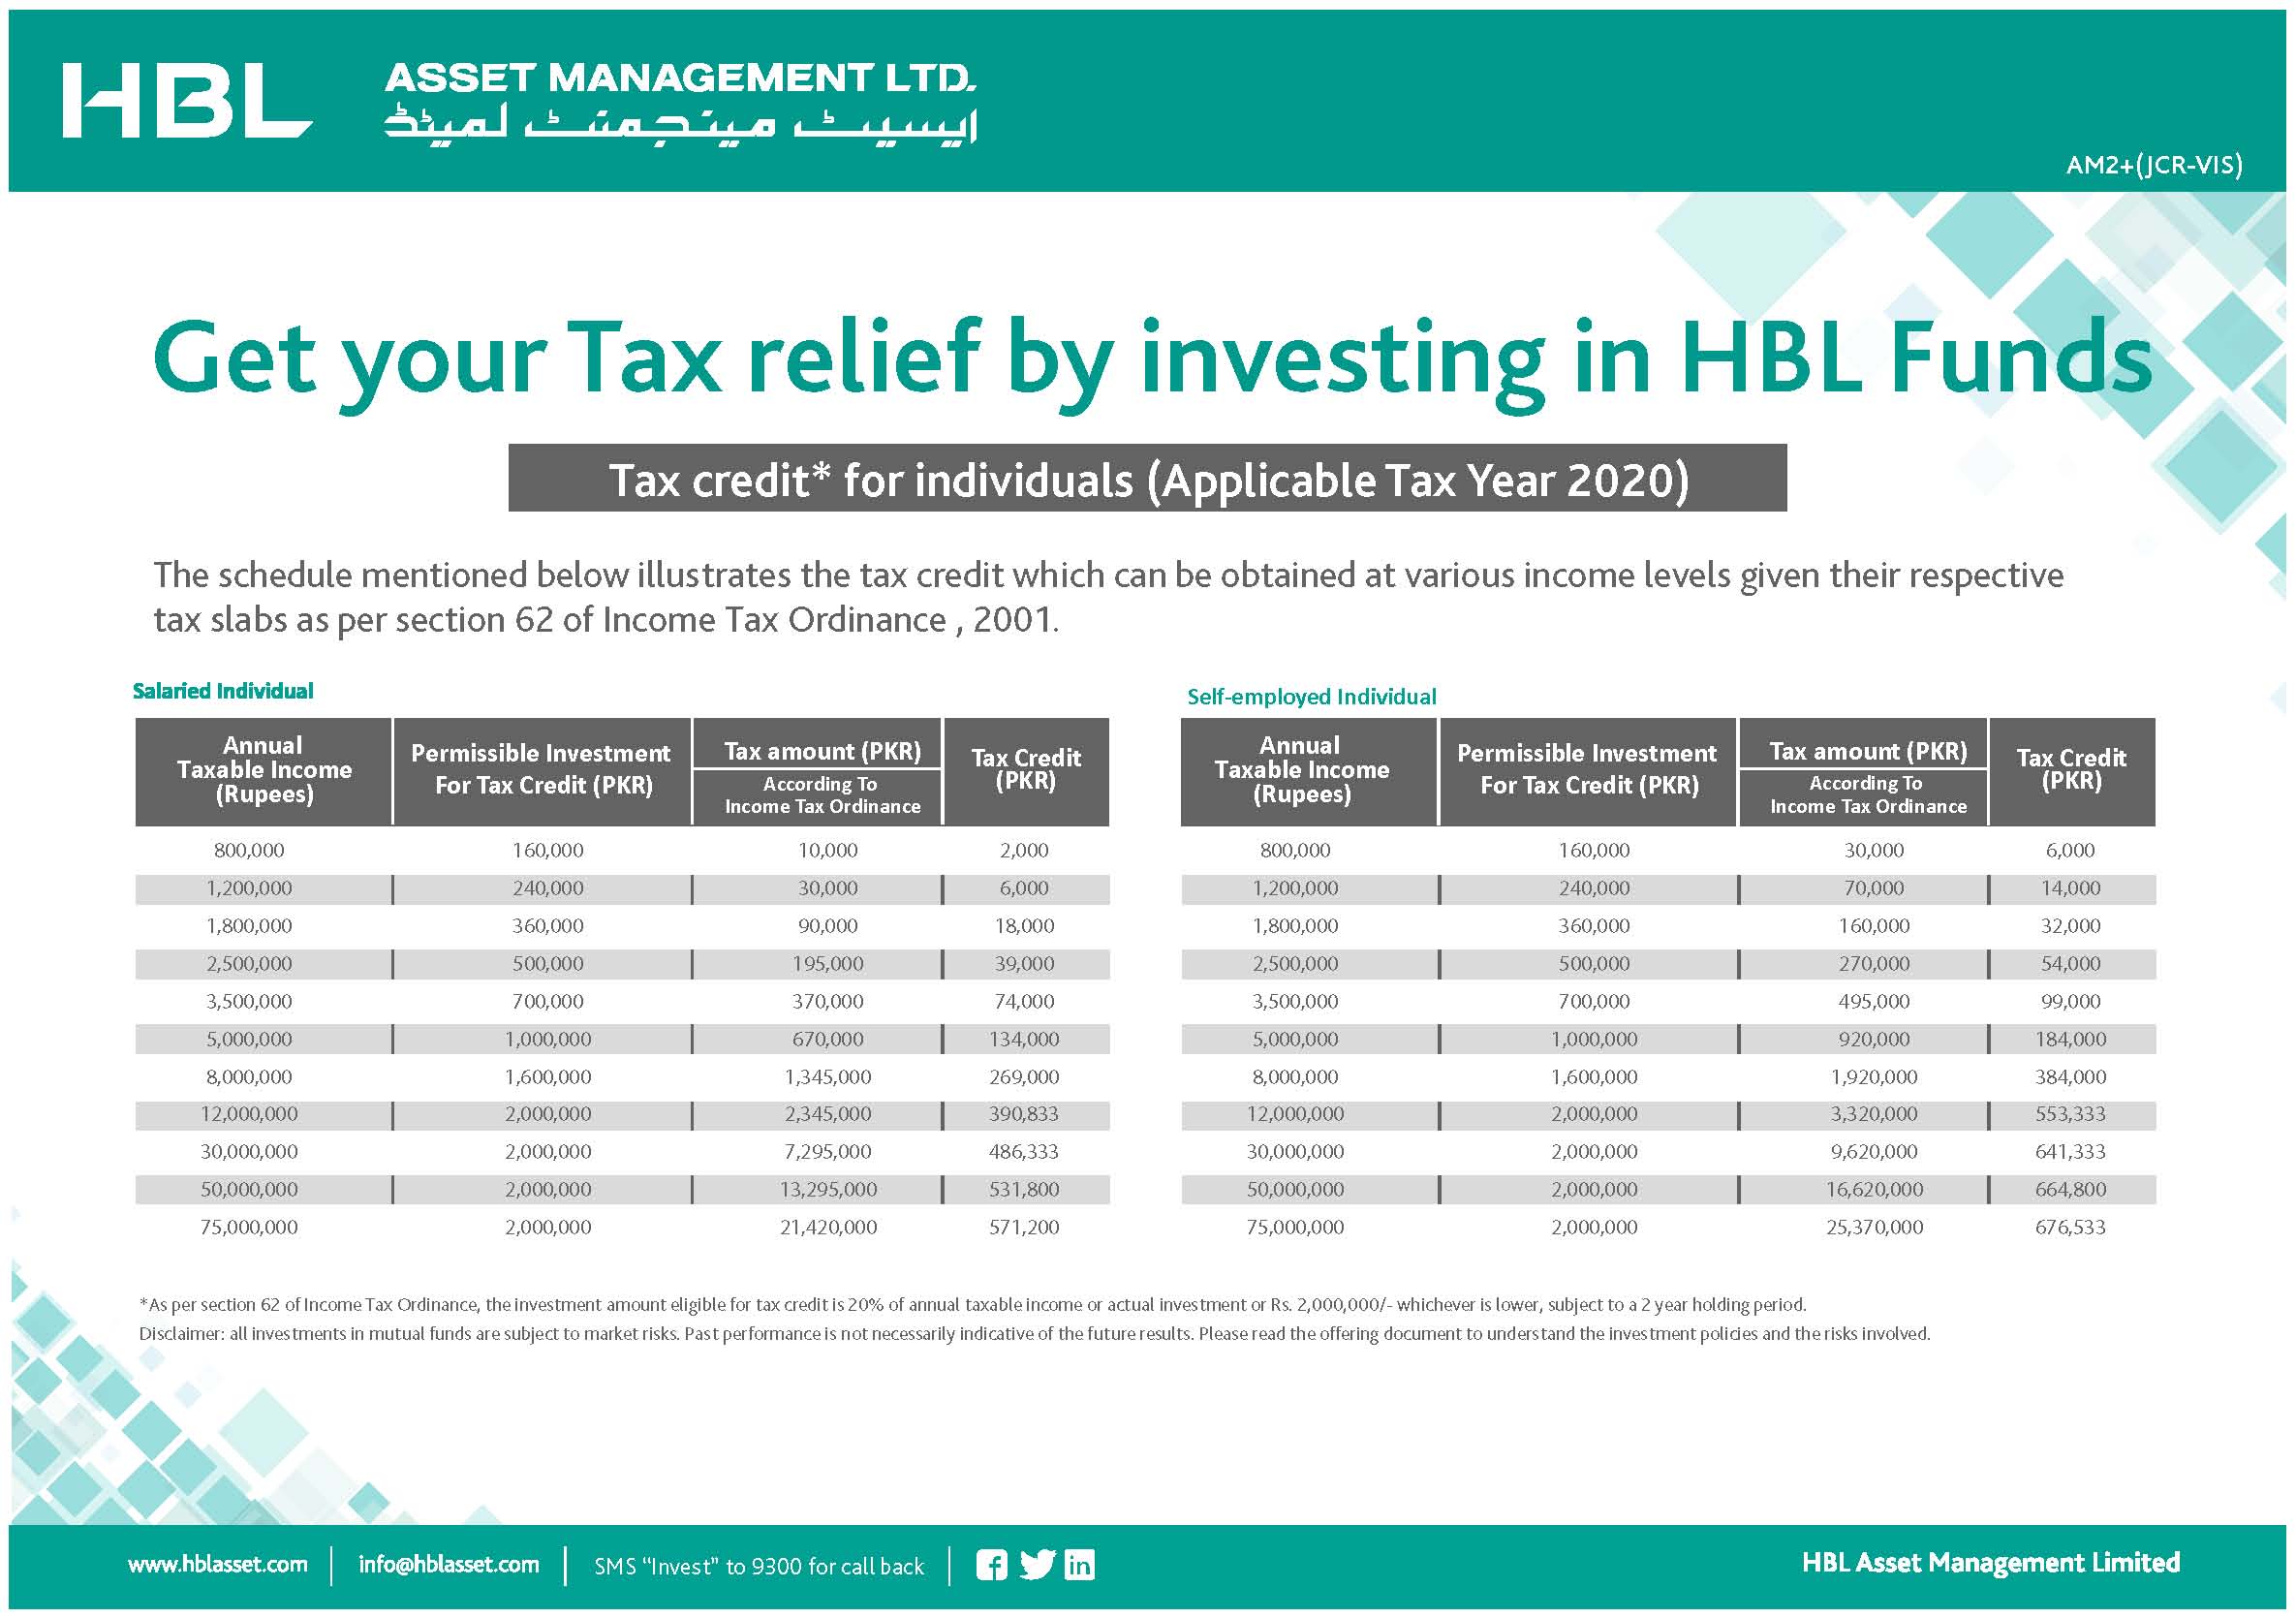 HBL
ASSET MANAGEMENT LTD.
ایسیٹ مینجمنٹ لمیٹڈ
AM2+(JCR-VIS)
Get your Tax relief by investing in HBL Funds
Tax credit* for individuals (Applicable Tax Year 2020)
The schedule mentioned below illustrates the tax credit which can be obtained at various income levels given their respective
tax slabs as per section 62 of Income Tax Ordinance , 2001.
Salaried Individual
Annual
Taxable Income
(Rupees)
Permissible Investment
For Tax Credit (PKR)
Tax amount (PKR)
According To
Income Tax Ordinance
Tax Credit
(PKR)
800,000 160,000 10,000 2,000
1,200,000 240,000 30,000 6,000
1,800,000 360,000 90,000 18,000
2,500,000 500,000 195,000 39,000
3,500,000 700,000 370,000 74,000
5,000,000 1,000,000 670,000 134,000
8,000,000 1,600,000 1,345,000 269,000
12,000,000 2,000,000 2,345,000 390,833
30,000,000 2,000,000 7,295,000 486,333
50,000,000 2,000,000 13,295,000 531,800
75,000,000 2,000,000 21,420,000 571,200
Self-employed Individual
Annual
Taxable Income
(Rupees)
Permissible Investment
For Tax Credit (PKR)
Tax amount (PKR)
According To
Income Tax Ordinance
Tax Credit
(PKR)
800,000 160,000 30,000 6,000
1,200,000 240,000 70,000 14,000
1,800,000 360,000 160,000 32,000
2,500,000 500,000 270,000 54,000
3,500,000 700,000 495,000 99,000
5,000,000 1,000,000 920,000 184,000
8,000,000 1,600,000 1,920,000 384,000
12,000,000 2,000,000 3,320,000 553,333
30,000,000 2,000,000 9,620,000 641,333
50,000,000 2,000,000 16,620,000 664,800
75,000,000 2,000,000 25,370,000 676,533
*As per section 62 of Income Tax Ordinance, the investment amount eligible for tax credit is 20% of annual taxable income or actual investment or Rs. 2,000,000/- whichever is lower, subject to a 2 year holding period.
Disclaimer: all investments in mutual funds are subject to market risks. Past performance is not necessarily indicative of the future results. Please read the offering document to understand the investment policies and the risks involved.
www.hblasset.com
info@hblasset.com
SMS “Invest” to 9300 for call back
HBL Asset Management Limited